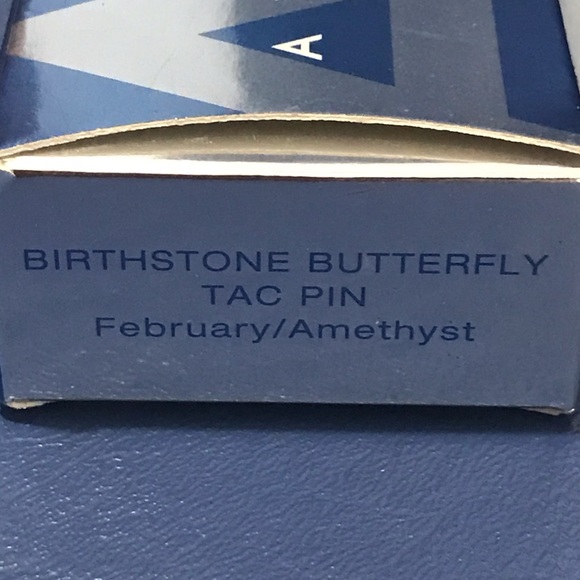 A
BIRTHSTONE BUTTERFLY
TAC PIN
February/Amethyst